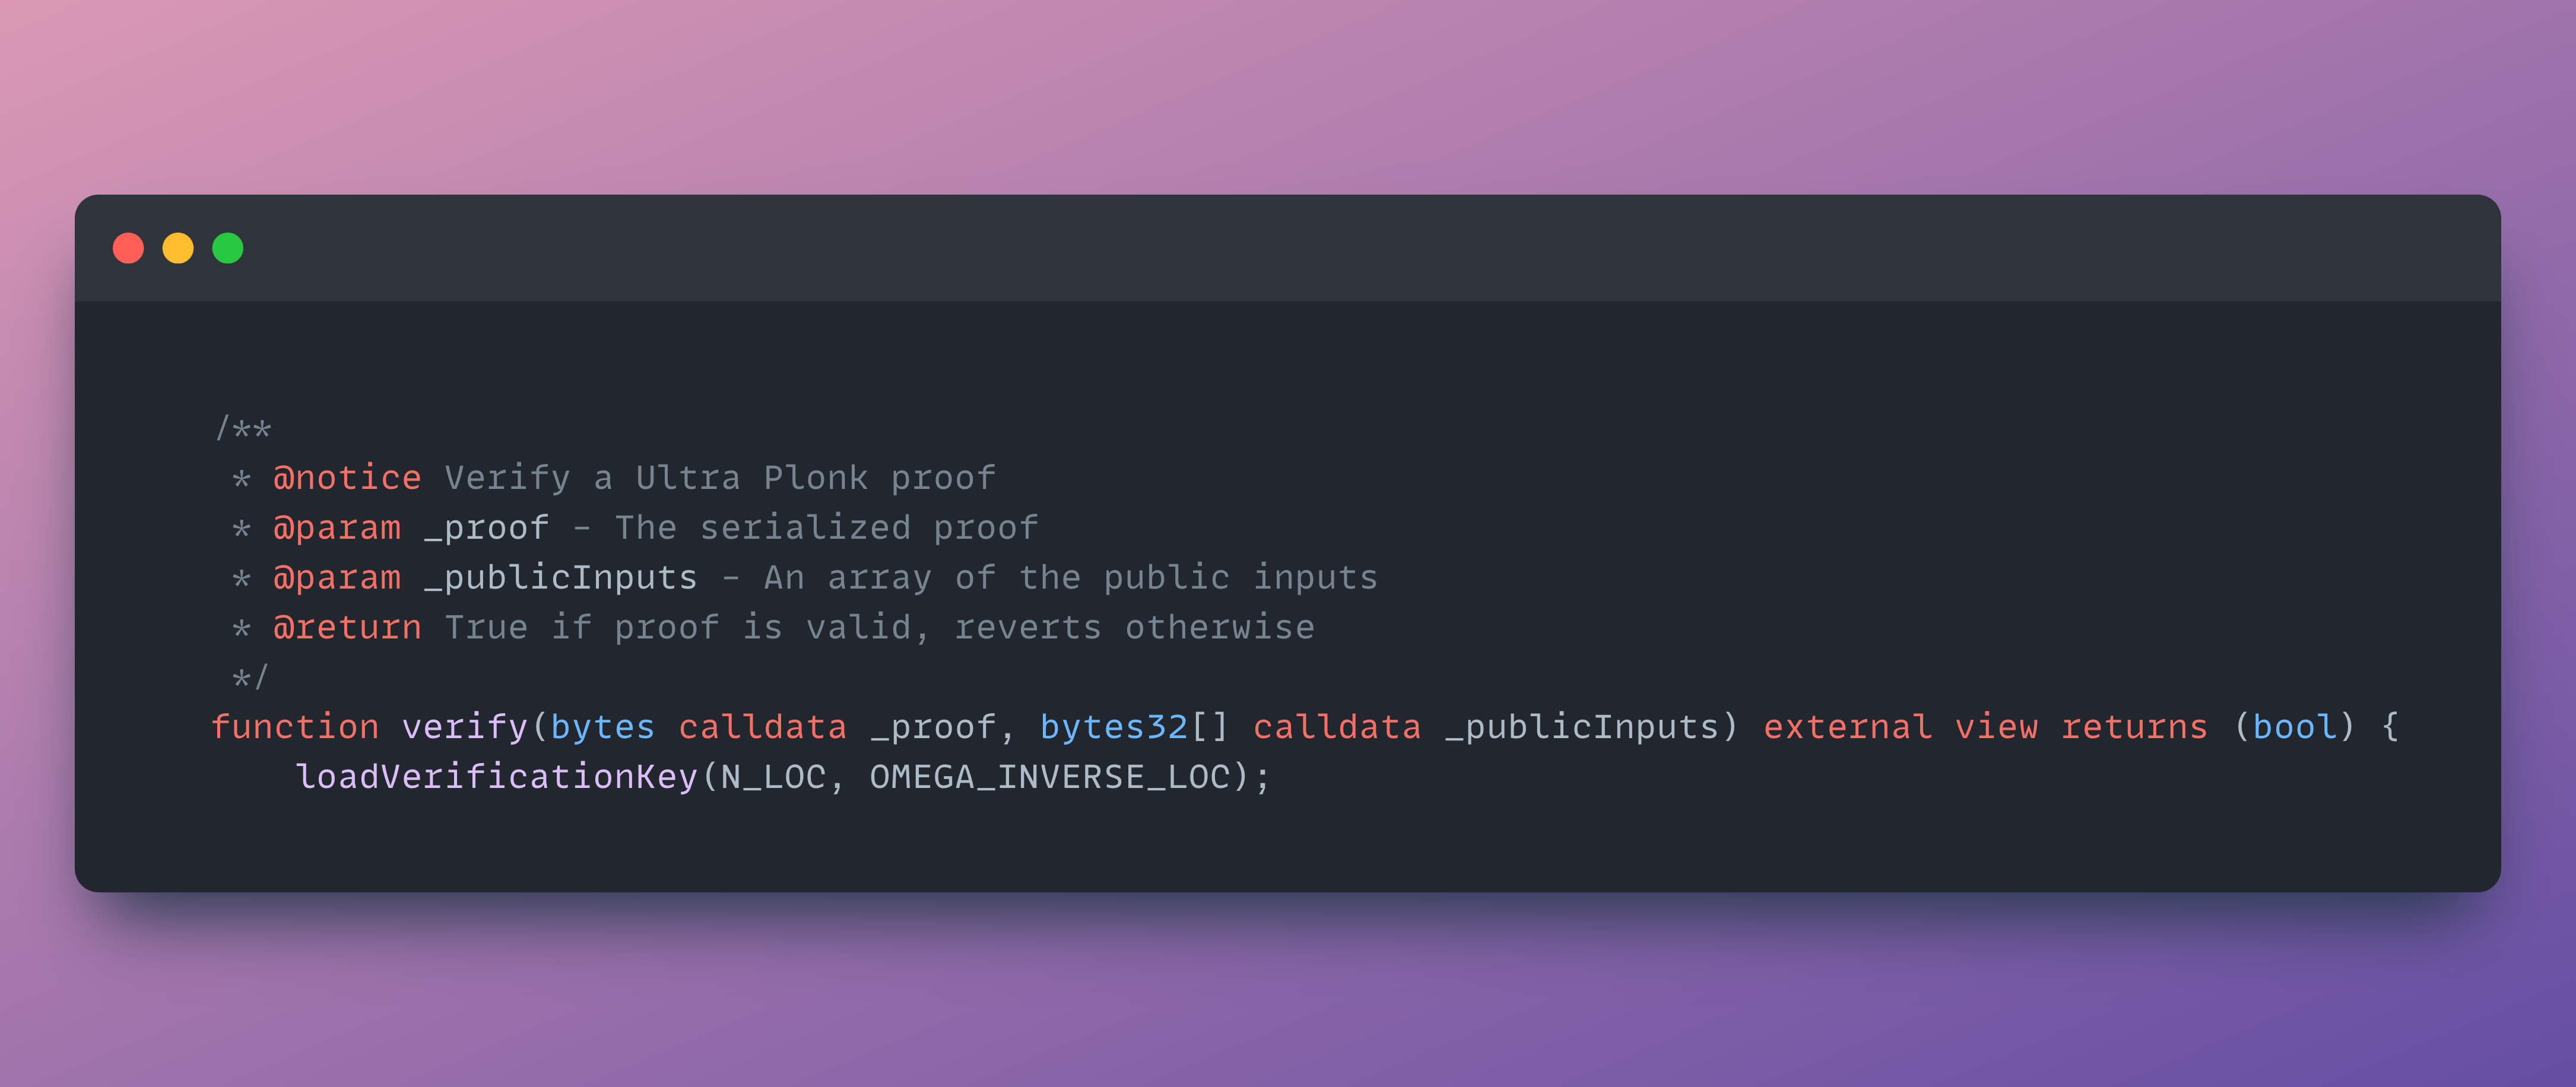 /**
 * @notice Verify a Ultra Plonk proof
 * @param _proof - The serialized proof
 * @param _publicInputs - An array of the public inputs
 * @return True if proof is valid, reverts otherwise
 */
function verify(bytes calldata _proof, bytes32[] calldata _publicInputs) external view returns (bool) {
    loadVerificationKey(N_LOC, OMEGA_INVERSE_LOC);